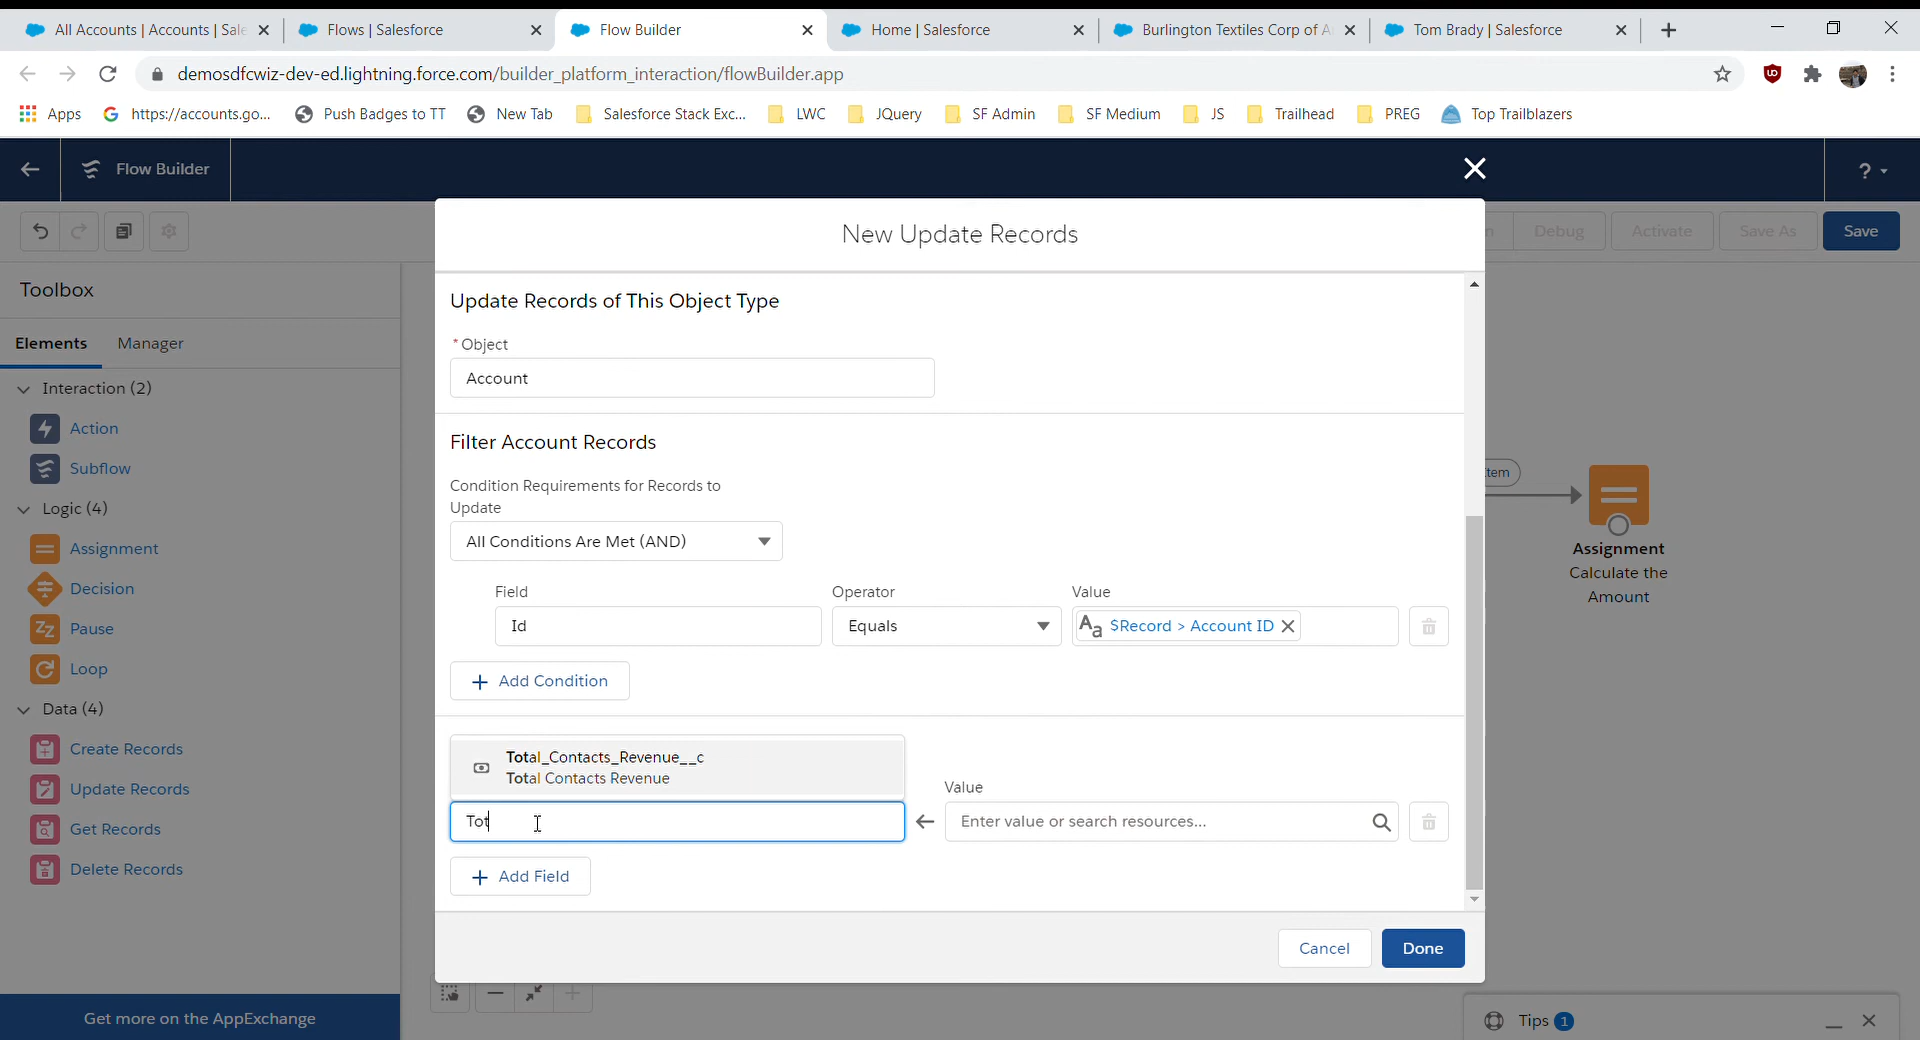 All Accounts | Accounts | Sale
Flows | Salesforce
Flow Builder
Home | Salesforce
Burlington Textiles Corp of A
Tom Brady | Salesforce
demosdfcwiz-dev-ed.lightning.force.com/builder_platform_interaction/flowBuilder.app
Apps
https://accounts.go...
Push Badges to TT
New Tab
Salesforce Stack Exc...
LWC
JQuery
SF Admin
SF Medium
JS
Trailhead
PREG
Top Trailblazers
Flow Builder
?
New Update Records
n
Debug
Activate
Save As
Save
Toolbox
Elements
Manager
Interaction (2)
Action
Subflow
Logic (4)
Assignment
Decision
Pause
Loop
Data (4)
Create Records
Update Records
Get Records
Delete Records
Get more on the AppExchange
Update Records of This Object Type
* Object
Account
Filter Account Records
Condition Requirements for Records to
Update
All Conditions Are Met (AND)
Field
Operator
Value
Id
Equals
Aa $Record > Account ID
+ Add Condition
Total_Contacts_Revenue__c
Total Contacts Revenue
Value
Tot
Enter value or search resources...
+ Add Field
Cancel
Done
Item
Assignment
Calculate the
Amount
Tips 1